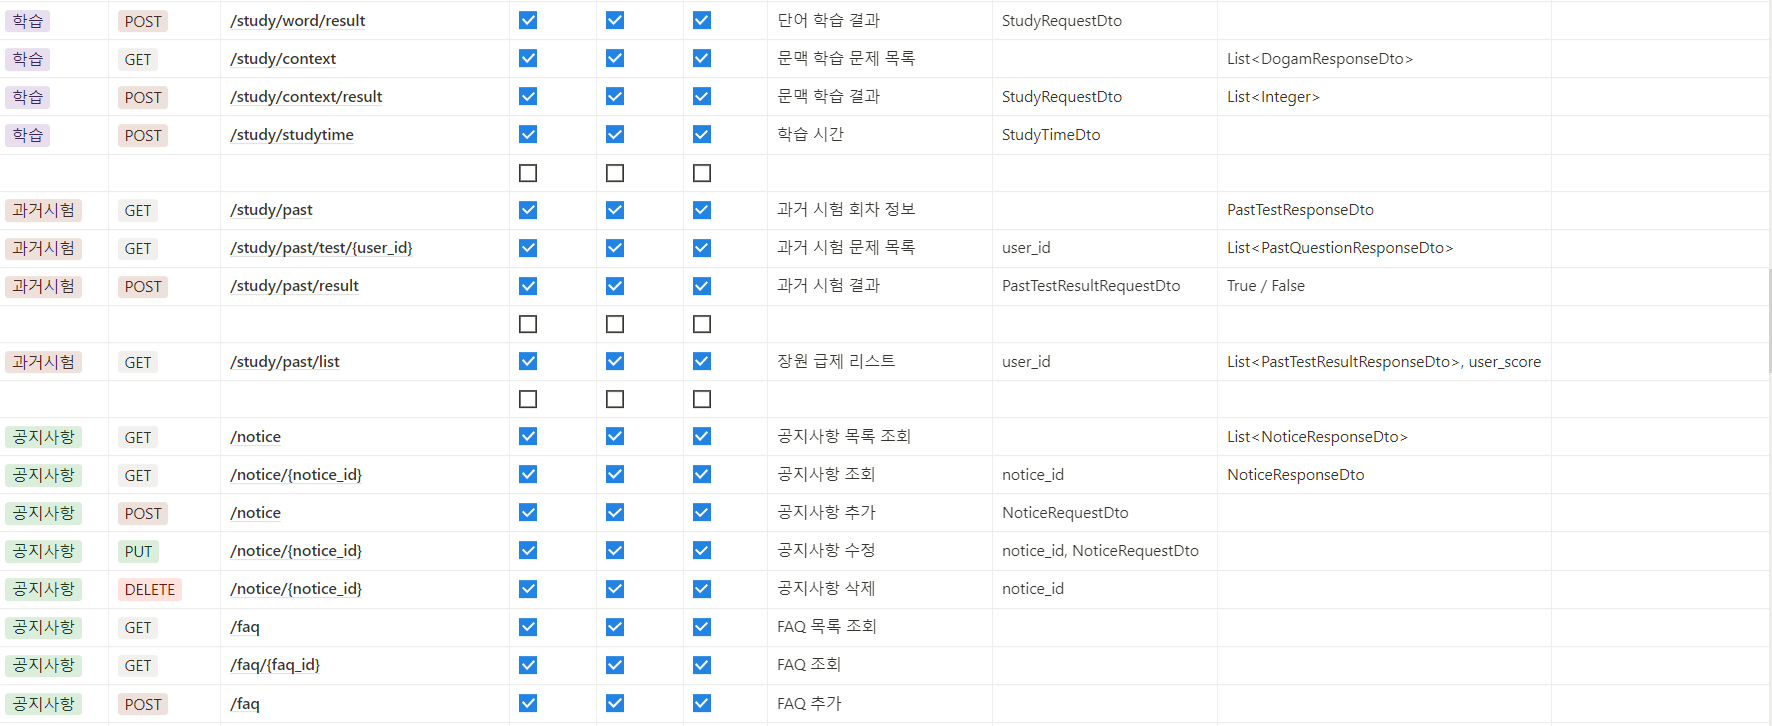 학습 POST /study/word/result 단어 학습 결과 StudyRequestDto
학습 GET /study/context 문맥 학습 문제 목록 List<DogamResponseDto>
학습 POST /study/context/result 문맥 학습 결과 StudyRequestDto List<Integer>
학습 POST /study/studytime 학습 시간 StudyTimeDto
과거시험 GET /study/past 과거 시험 회차 정보 PastTestResponseDto
과거시험 GET /study/past/test/{user_id} 과거 시험 문제 목록 user_id List<PastQuestionResponseDto>
과거시험 POST /study/past/result 과거 시험 결과 PastTestResultRequestDto True / False
과거시험 GET /study/past/list 장원 급제 리스트 user_id List<PastTestResultResponseDto>, user_score
공지사항 GET /notice 공지사항 목록 조회 List<NoticeResponseDto>
공지사항 GET /notice/{notice_id} 공지사항 조회 notice_id NoticeResponseDto
공지사항 POST /notice 공지사항 추가 NoticeRequestDto
공지사항 PUT /notice/{notice_id} 공지사항 수정 notice_id, NoticeRequestDto
공지사항 DELETE /notice/{notice_id} 공지사항 삭제 notice_id
공지사항 GET /faq FAQ 목록 조회
공지사항 GET /faq/{faq_id} FAQ 조회
공지사항 POST /faq FAQ 추가